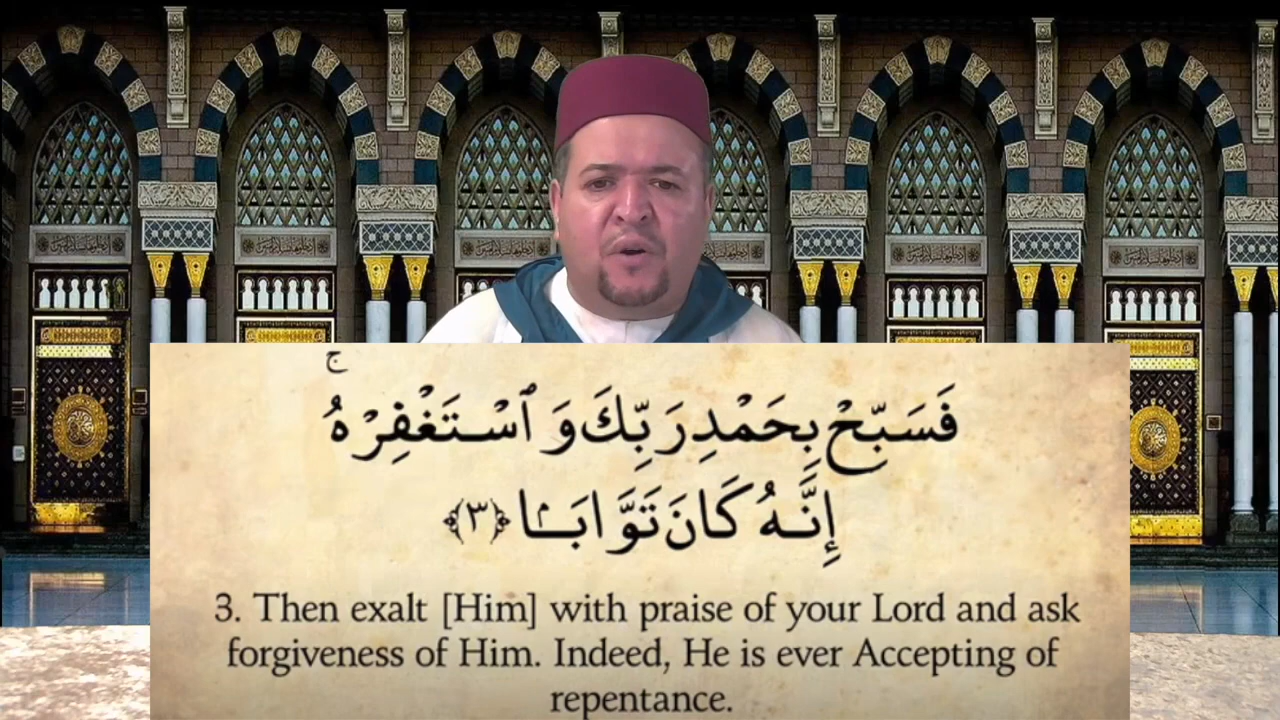 فَسَبِّحْ بِحَمْدِ رَبِّكَ وَٱسْتَغْفِرْهُ ۚ
إِنَّهُۥ كَانَ تَوَّابَۢا ﴿٣﴾
3. Then exalt [Him] with praise of your Lord and ask
forgiveness of Him. Indeed, He is ever Accepting of
repentance.